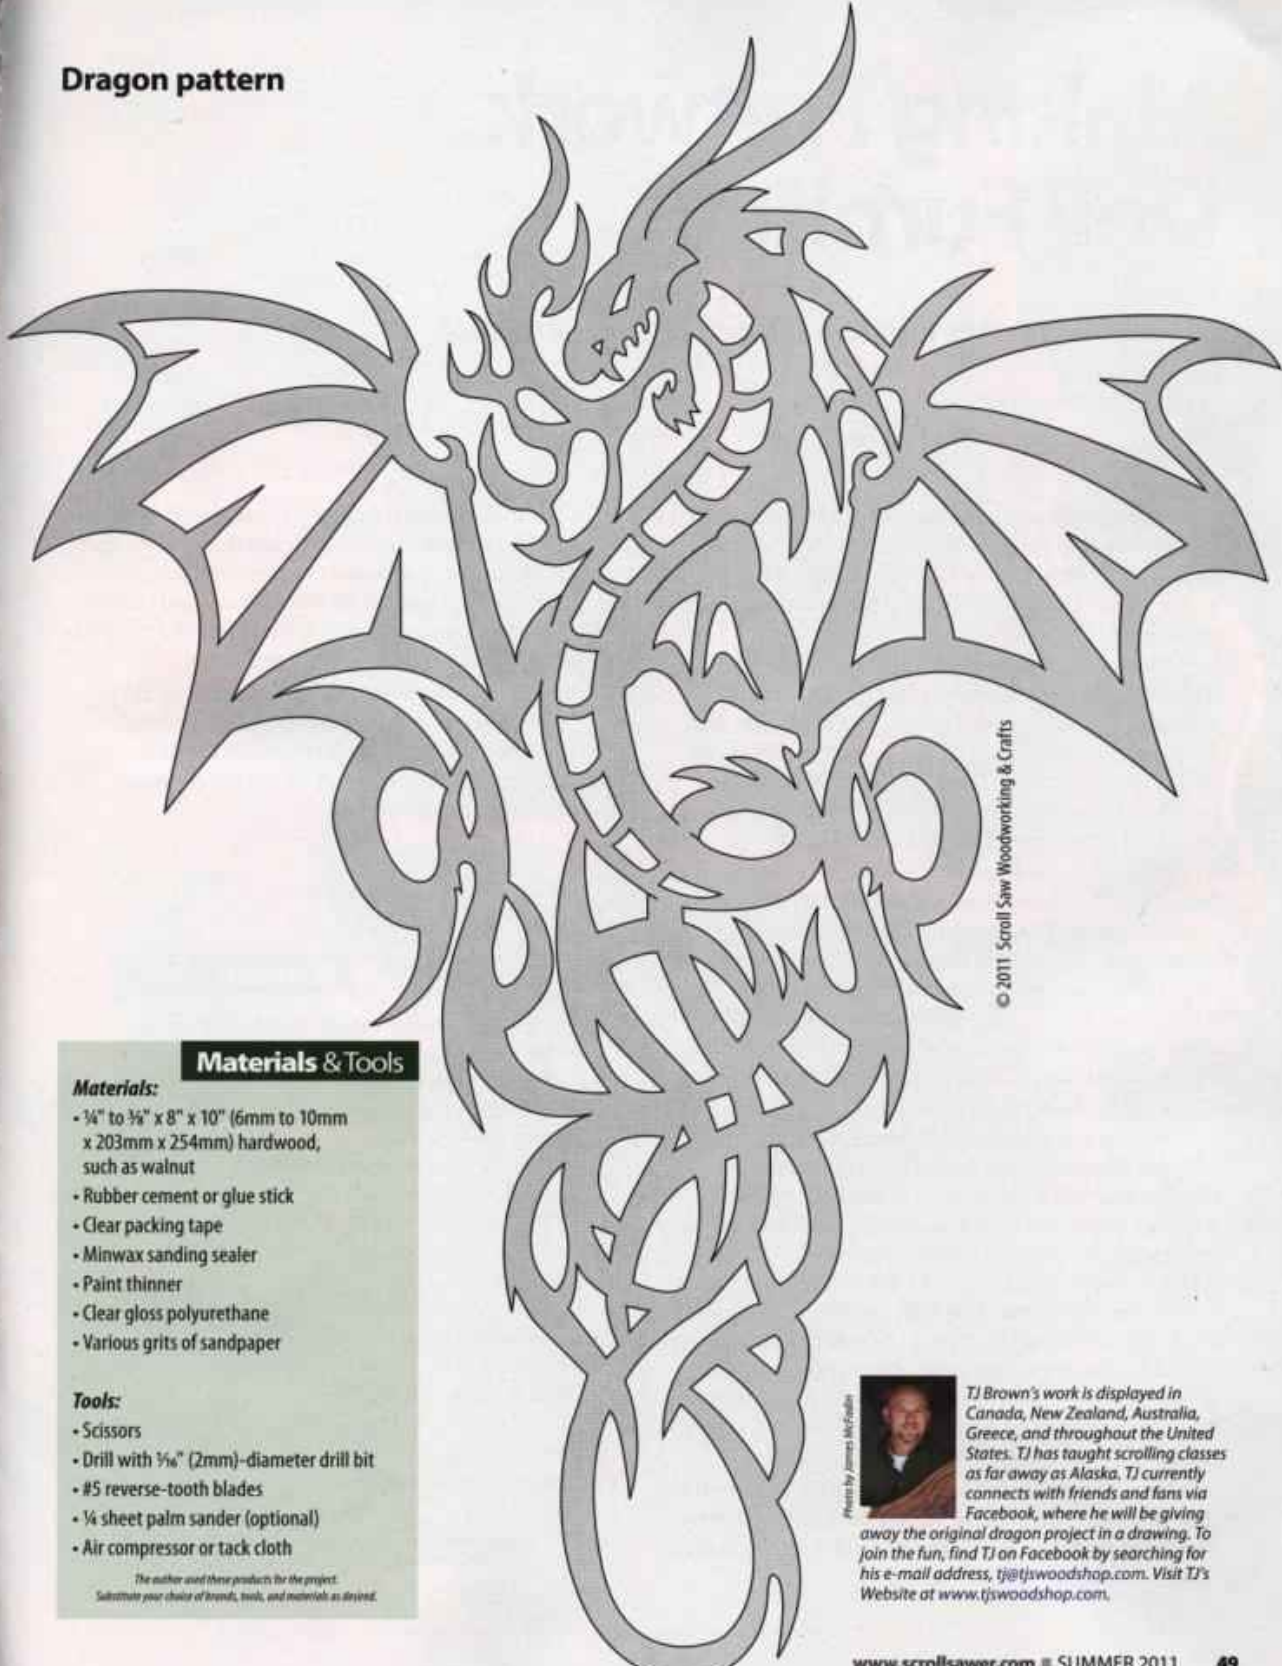 Dragon pattern
© 2011 Scroll Saw Woodworking & Crafts
Materials & Tools
Materials:
• ¼" to ⅜" x 8" x 10" (6mm to 10mm
x 203mm x 254mm) hardwood,
such as walnut
• Rubber cement or glue stick
• Clear packing tape
• Minwax sanding sealer
• Paint thinner
• Clear gloss polyurethane
• Various grits of sandpaper
Tools:
• Scissors
• Drill with 1/16" (2mm)-diameter drill bit
• #5 reverse-tooth blades
• ¼ sheet palm sander (optional)
• Air compressor or tack cloth
The author used these products for the project.
Substitute your choice of brands, tools, and materials as desired.
Photo by James McFadin
TJ Brown's work is displayed in
Canada, New Zealand, Australia,
Greece, and throughout the United
States. TJ has taught scrolling classes
as far away as Alaska. TJ currently
connects with friends and fans via
Facebook, where he will be giving
away the original dragon project in a drawing. To
join the fun, find TJ on Facebook by searching for
his e-mail address, tj@tjswoodshop.com. Visit TJ's
Website at www.tjswoodshop.com.
www.scrollsawer.com ■ SUMMER 2011 49